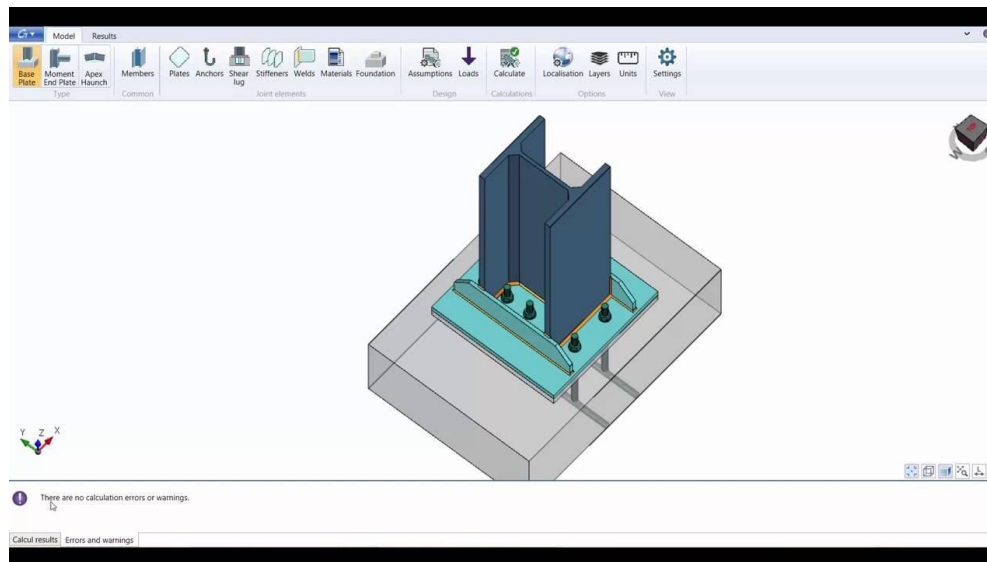 G
Model Results
Base Plate Moment End Plate Apex Haunch Members Plates Anchors Shear lug Stiffeners Welds Materials Foundation Assumptions Loads Calculate Localisation Layers Units Settings
Type Common Joint elements Design Calculations Options View
Y Z X
There are no calculation errors or warnings.
Calcul results Errors and warnings